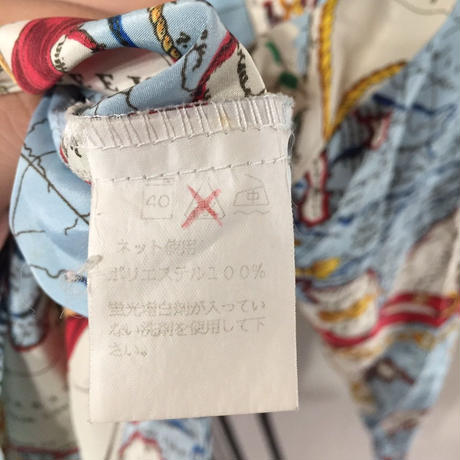 40
ネット使用
ポリエステル100%
蛍光増白剤が入ってい
ない洗剤を使用して下
さい。